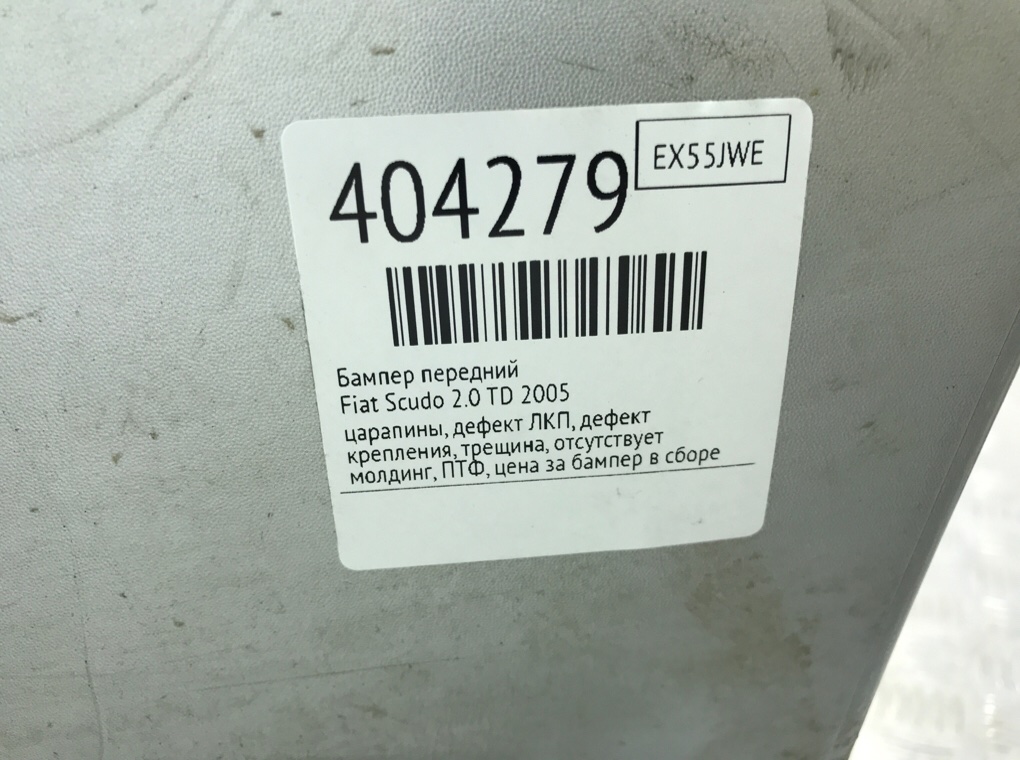 404279
EX55JWE
Бампер передний
Fiat Scudo 2.0 TD 2005
царапины, дефект ЛКП, дефект
крепления, трещина, отсутствует
молдинг, ПТФ, цена за бампер в сборе